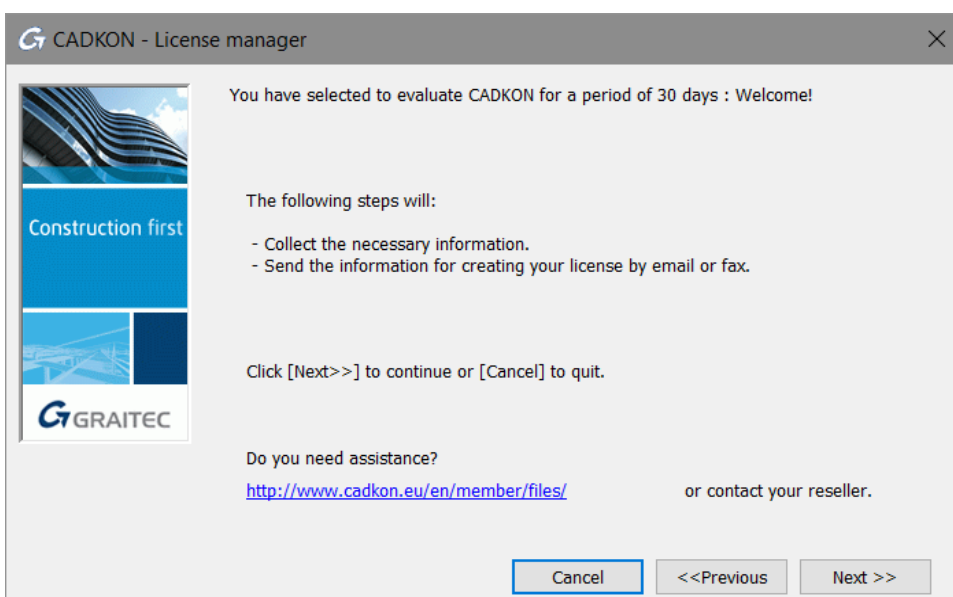 CADKON - License manager
You have selected to evaluate CADKON for a period of 30 days : Welcome!
The following steps will:
- Collect the necessary information.
- Send the information for creating your license by email or fax.
Construction first
Click [Next>>] to continue or [Cancel] to quit.
GRAITEC
Do you need assistance?
http://www.cadkon.eu/en/member/files/ or contact your reseller.
Cancel <<Previous Next >>